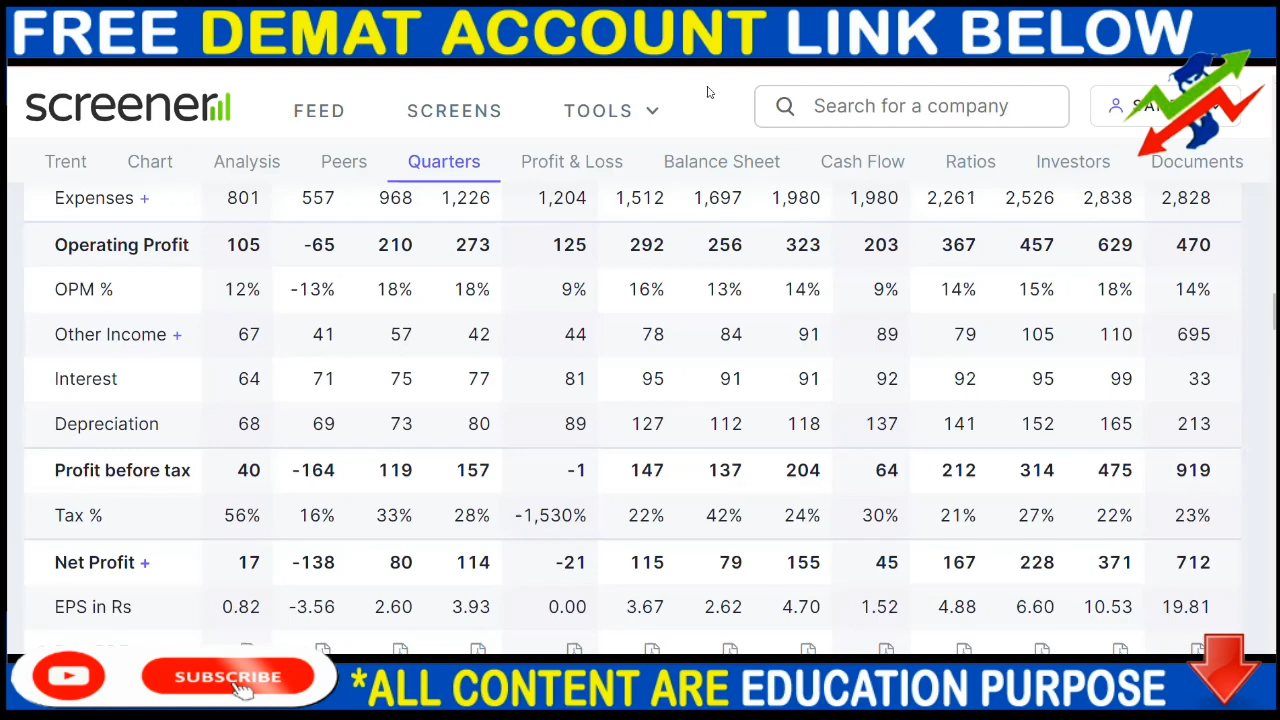 FREE DEMAT ACCOUNT LINK BELOW
screener
FEED SCREENS TOOLS Search for a company
Trent Chart Analysis Peers Quarters Profit & Loss Balance Sheet Cash Flow Ratios Investors Documents
Expenses + 801 557 968 1,226 1,204 1,512 1,697 1,980 1,980 2,261 2,526 2,838 2,828
Operating Profit 105 -65 210 273 125 292 256 323 203 367 457 629 470
OPM % 12% -13% 18% 18% 9% 16% 13% 14% 9% 14% 15% 18% 14%
Other Income + 67 41 57 42 44 78 84 91 89 79 105 110 695
Interest 64 71 75 77 81 95 91 91 92 92 95 99 33
Depreciation 68 69 73 80 89 127 112 118 137 141 152 165 213
Profit before tax 40 -164 119 157 -1 147 137 204 64 212 314 475 919
Tax % 56% 16% 33% 28% -1,530% 22% 42% 24% 30% 21% 27% 22% 23%
Net Profit + 17 -138 80 114 -21 115 79 155 45 167 228 371 712
EPS in Rs 0.82 -3.56 2.60 3.93 0.00 3.67 2.62 4.70 1.52 4.88 6.60 10.53 19.81
SUBSCRIBE
*ALL CONTENT ARE EDUCATION PURPOSE